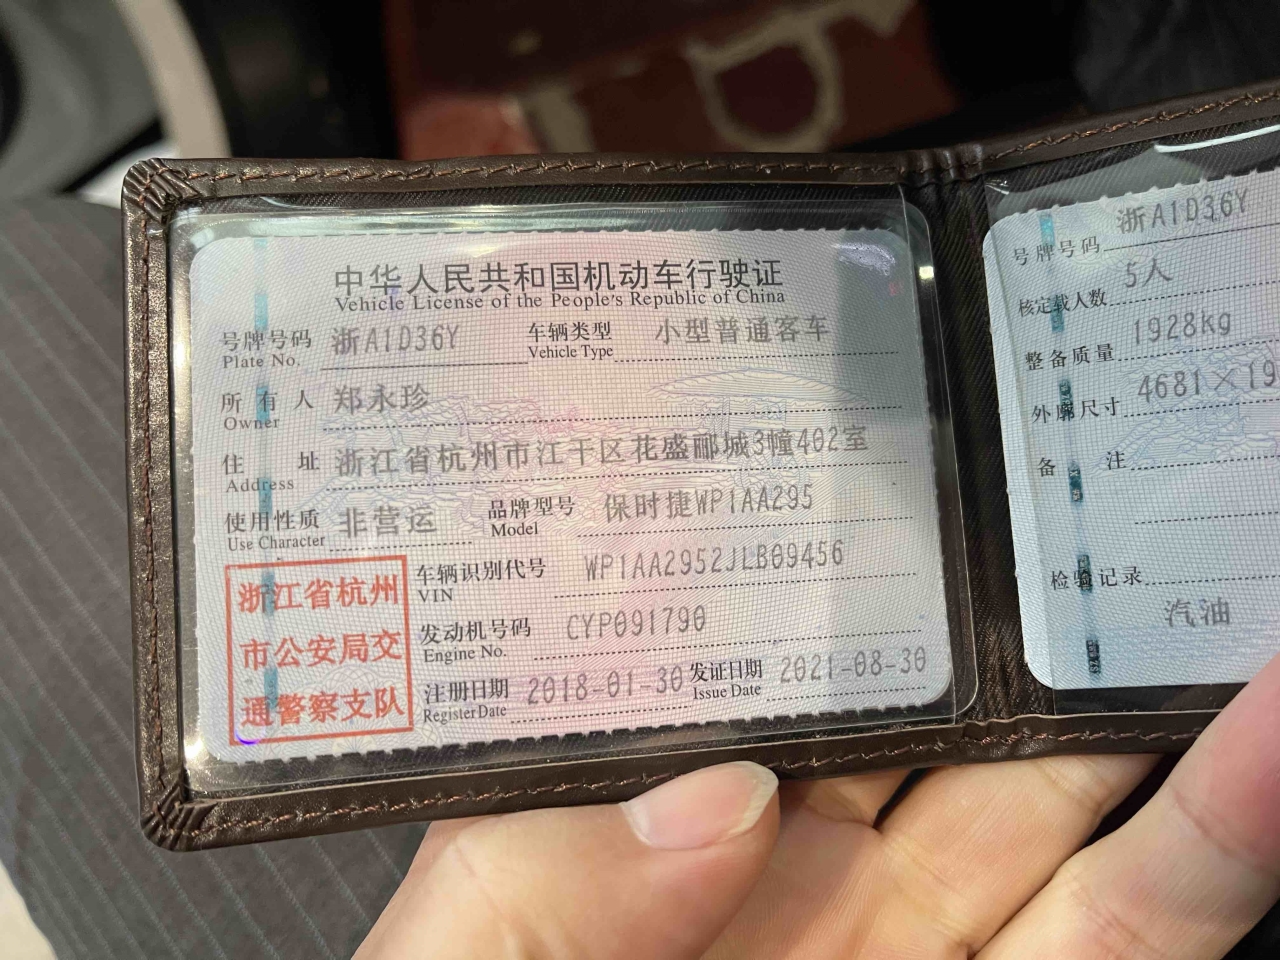 中华人民共和国机动车行驶证
Vehicle License of the People's Republic of China
号牌号码 浙A1D36Y 车辆类型 小型普通客车
Plate No. Vehicle Type
所有人 郑永珍
Owner
住址 浙江省杭州市江干区花盛郦城3幢402室
Address
使用性质 非营运 品牌型号 保时捷WP1AA295
Use Character Model
浙江省杭州
市公安局交
通警察支队
车辆识别代号 WP1AA2952JLB09456
VIN
发动机号码 CYP091790
Engine No.
注册日期 2018-01-30 发证日期 2021-08-30
Register Date Issue Date
号牌号码 浙A1D36Y
核定载人数 5人
整备质量 1928kg
外廓尺寸 4681×19
备注
检验记录
汽油